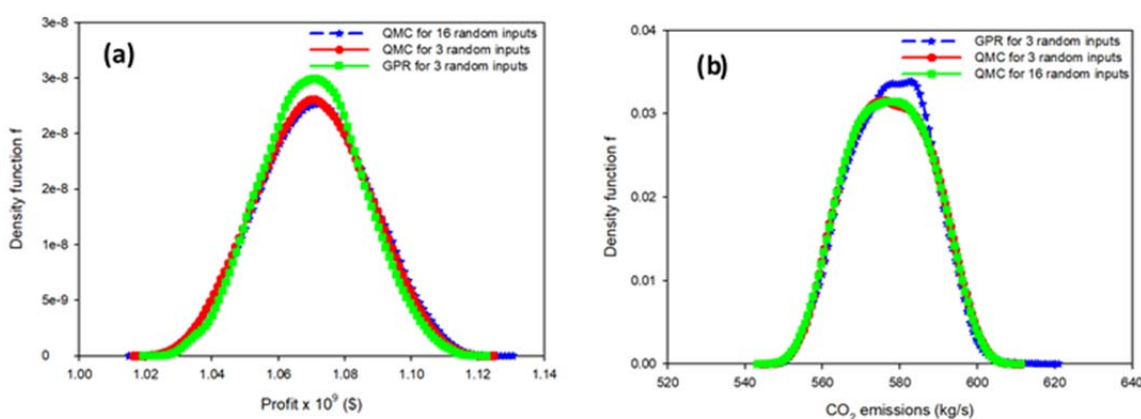 (a)
QMC for 16 random inputs
QMC for 3 random inputs
GPR for 3 random inputs
Density function f
3e-8
3e-8
2e-8
2e-8
1e-8
5e-9
0
1.00 1.02 1.04 1.06 1.08 1.10 1.12 1.14
Profit x 10⁹ ($)
(b)
GPR for 3 random inputs
QMC for 3 random inputs
QMC for 16 random inputs
Density function f
0.04
0.03
0.02
0.01
0.00
520 540 560 580 600 620 640
CO₂ emissions (kg/s)